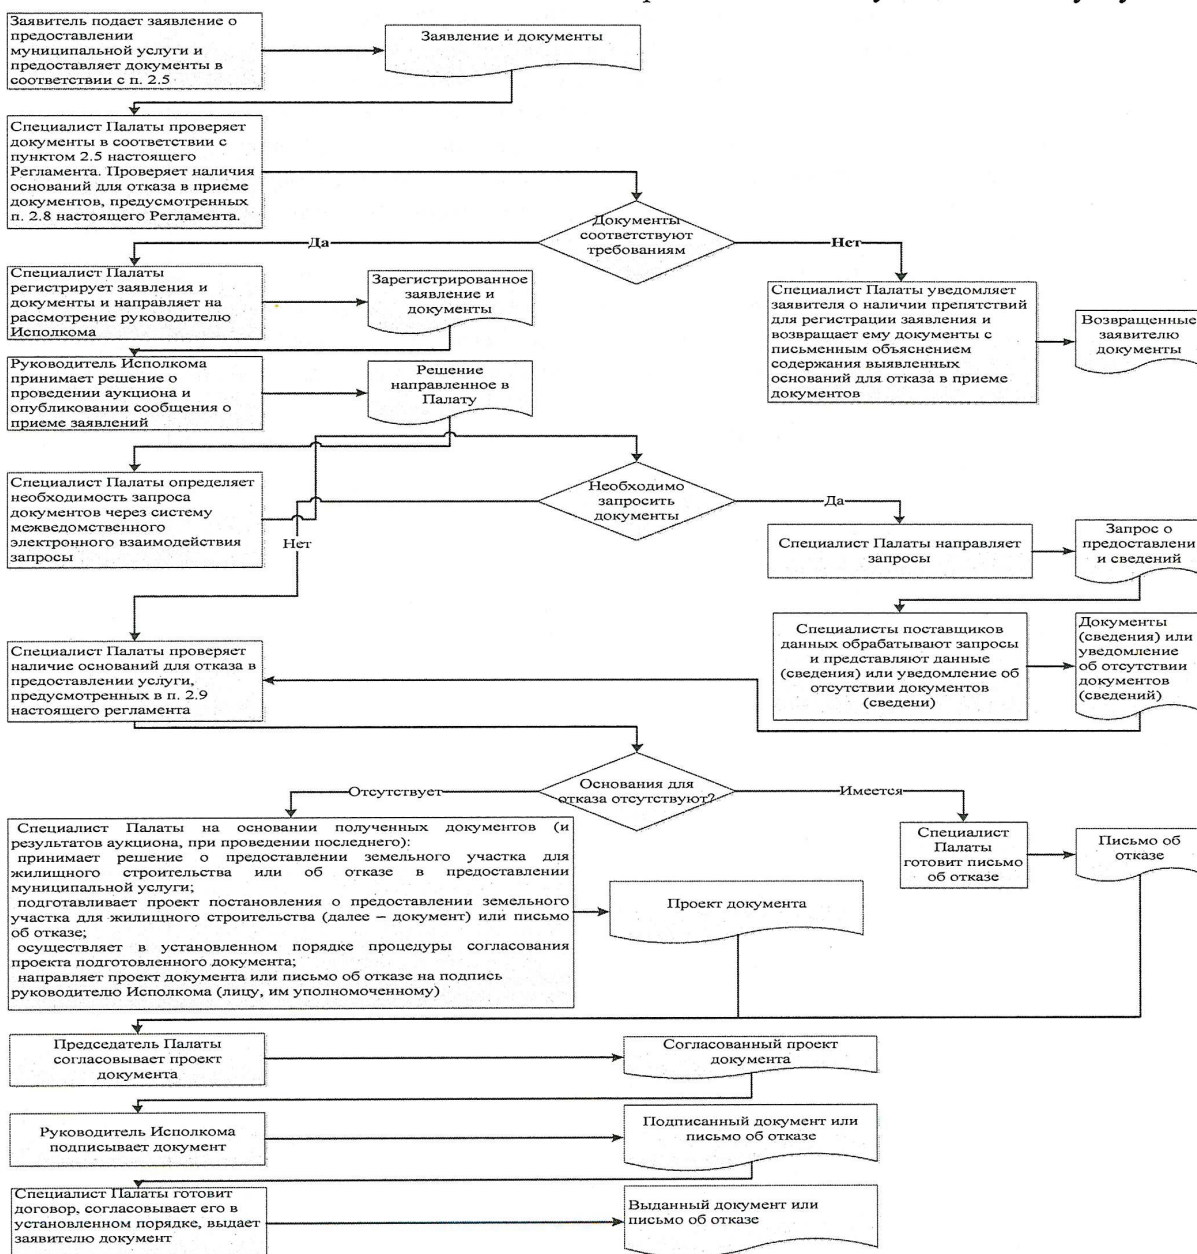 Заявитель подает заявление о
предоставлении
муниципальной услуги и
предоставляет документы в
соответствии с п. 2.5
Заявление и документы
Специалист Палаты проверяет
документы в соответствии с
пунктом 2.5 настоящего
Регламента. Проверяет наличия
оснований для отказа в приеме
документов, предусмотренных
п. 2.8 настоящего Регламента.
Документы
соответствуют
требованиям
Да
Нет
Специалист Палаты
регистрирует заявления и
документы и направляет на
рассмотрение руководителю
Исполкома
Зарегистрированное
заявление и
документы
Специалист Палаты уведомляет
заявителя о наличии препятствий
для регистрации заявления и
возвращает ему документы с
письменным объяснением
содержания выявленных
оснований для отказа в приеме
документов
Возвращенные
заявителю
документы
Руководитель Исполкома
принимает решение о
проведении аукциона и
опубликовании сообщения о
приеме заявлений
Решение
направленное в
Палату
Специалист Палаты определяет
необходимость запроса
документов через систему
межведомственного
электронного взаимодействия
запросы
Необходимо
запросить
документы
Да
Нет
Специалист Палаты направляет
запросы
Запрос о
предоставлени
и сведений
Специалисты поставщиков
данных обрабатывают запросы
и представляют данные
(сведения) или уведомление об
отсутствии документов
(сведени)
Документы
(сведения) или
уведомление
об отсутствии
документов
(сведений)
Специалист Палаты проверяет
наличие оснований для отказа в
предоставлении услуги,
предусмотренных в п. 2.9
настоящего регламента
Основания для
отказа отсутствуют?
Отсутствует
Имеется
Специалист Палаты на основании полученных документов (и
результатов аукциона, при проведении последнего):
принимает решение о предоставлении земельного участка для
жилищного строительства или об отказе в предоставлении
муниципальной услуги;
подготавливает проект постановления о предоставлении земельного
участка для жилищного строительства (далее – документ) или письмо
об отказе;
осуществляет в установленном порядке процедуры согласования
проекта подготовленного документа;
направляет проект документа или письмо об отказе на подпись
руководителю Исполкома (лицу, им уполномоченному)
Проект документа
Специалист
Палаты
готовит письмо
об отказе
Письмо об
отказе
Председатель Палаты
согласовывает проект
документа
Согласованный проект
документа
Руководитель Исполкома
подписывает документ
Подписанный документ или
письмо об отказе
Специалист Палаты готовит
договор, согласовывает его в
установленном порядке, выдает
заявителю документ
Выданный документ или
письмо об отказе